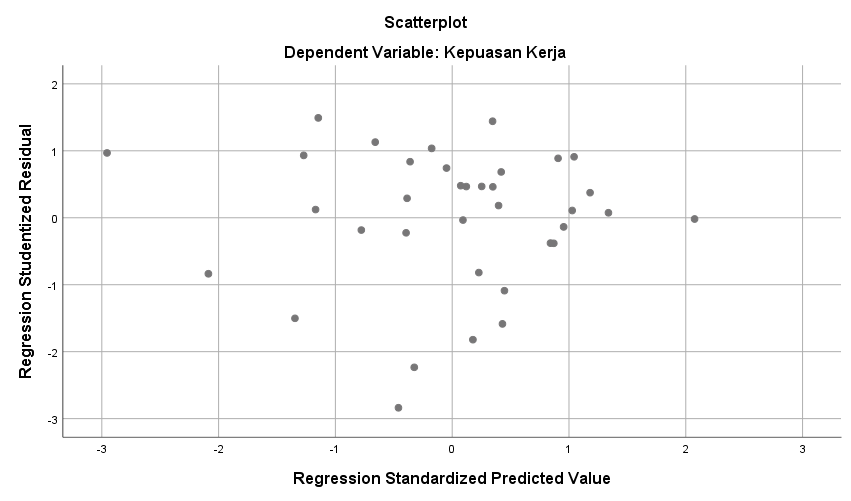 Scatterplot
Dependent Variable: Kepuasan Kerja
Regression Studentized Residual
2
1
0
-1
-2
-3
-3 -2 -1 0 1 2 3
Regression Standardized Predicted Value